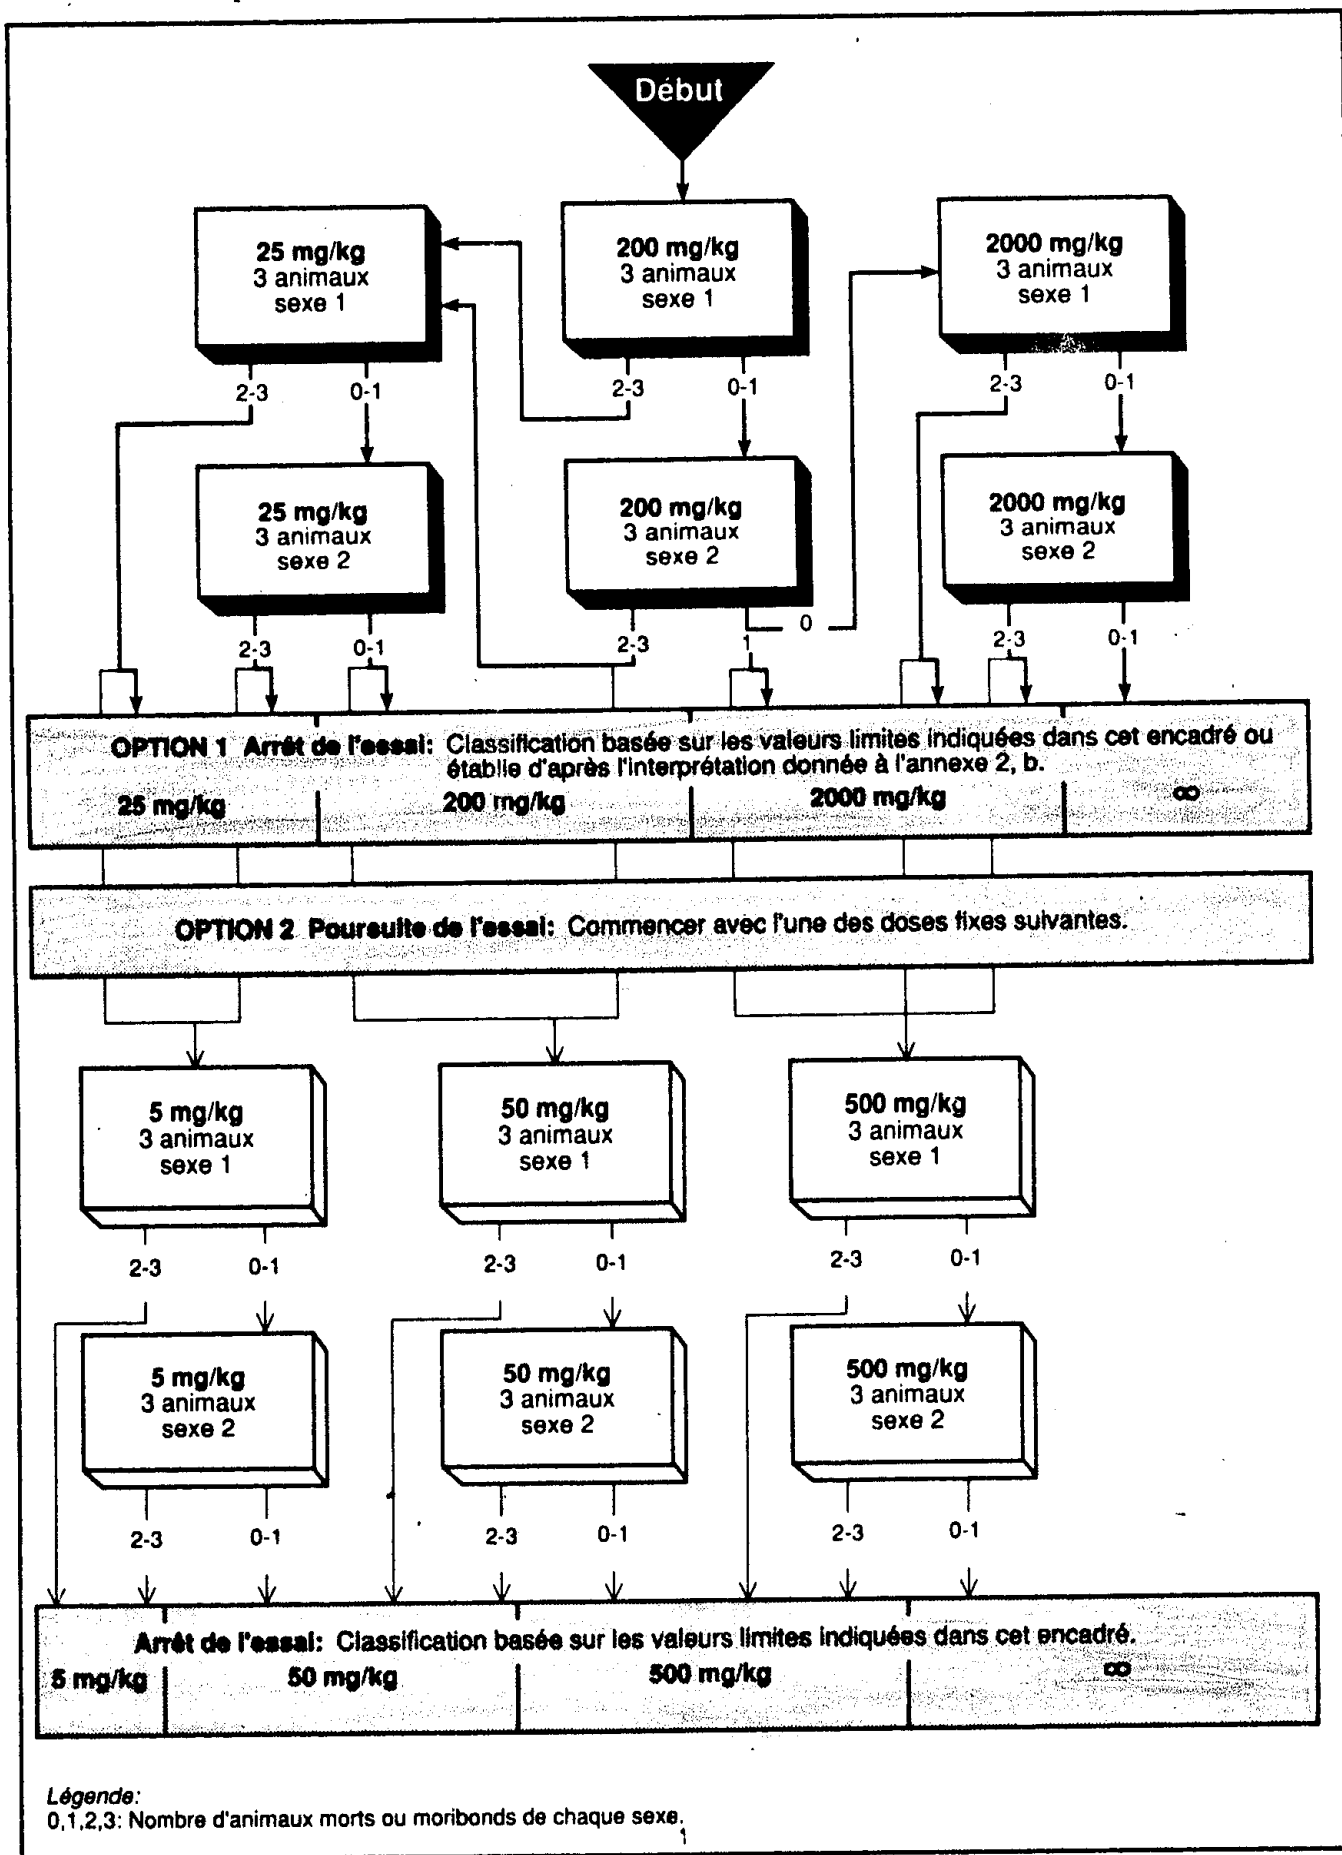 Début
25 mg/kg
3 animaux
sexe 1
200 mg/kg
3 animaux
sexe 1
2000 mg/kg
3 animaux
sexe 1
2-3
0-1
2-3
0-1
2-3
0-1
25 mg/kg
3 animaux
sexe 2
200 mg/kg
3 animaux
sexe 2
2000 mg/kg
3 animaux
sexe 2
2-3
0-1
2-3
1
0
2-3
0-1
OPTION 1 Arrêt de l'essai: Classification basée sur les valeurs limites indiquées dans cet encadré ou
établie d'après l'interprétation donnée à l'annexe 2, b.
25 mg/kg
200 mg/kg
2000 mg/kg
∞
OPTION 2 Poursuite de l'essai: Commencer avec l'une des doses fixes suivantes.
5 mg/kg
3 animaux
sexe 1
50 mg/kg
3 animaux
sexe 1
500 mg/kg
3 animaux
sexe 1
2-3
0-1
2-3
0-1
2-3
0-1
5 mg/kg
3 animaux
sexe 2
50 mg/kg
3 animaux
sexe 2
500 mg/kg
3 animaux
sexe 2
2-3
0-1
2-3
0-1
2-3
0-1
Arrêt de l'essai: Classification basée sur les valeurs limites indiquées dans cet encadré.
5 mg/kg
50 mg/kg
500 mg/kg
∞
Légende:
0,1,2,3: Nombre d'animaux morts ou moribonds de chaque sexe.
1